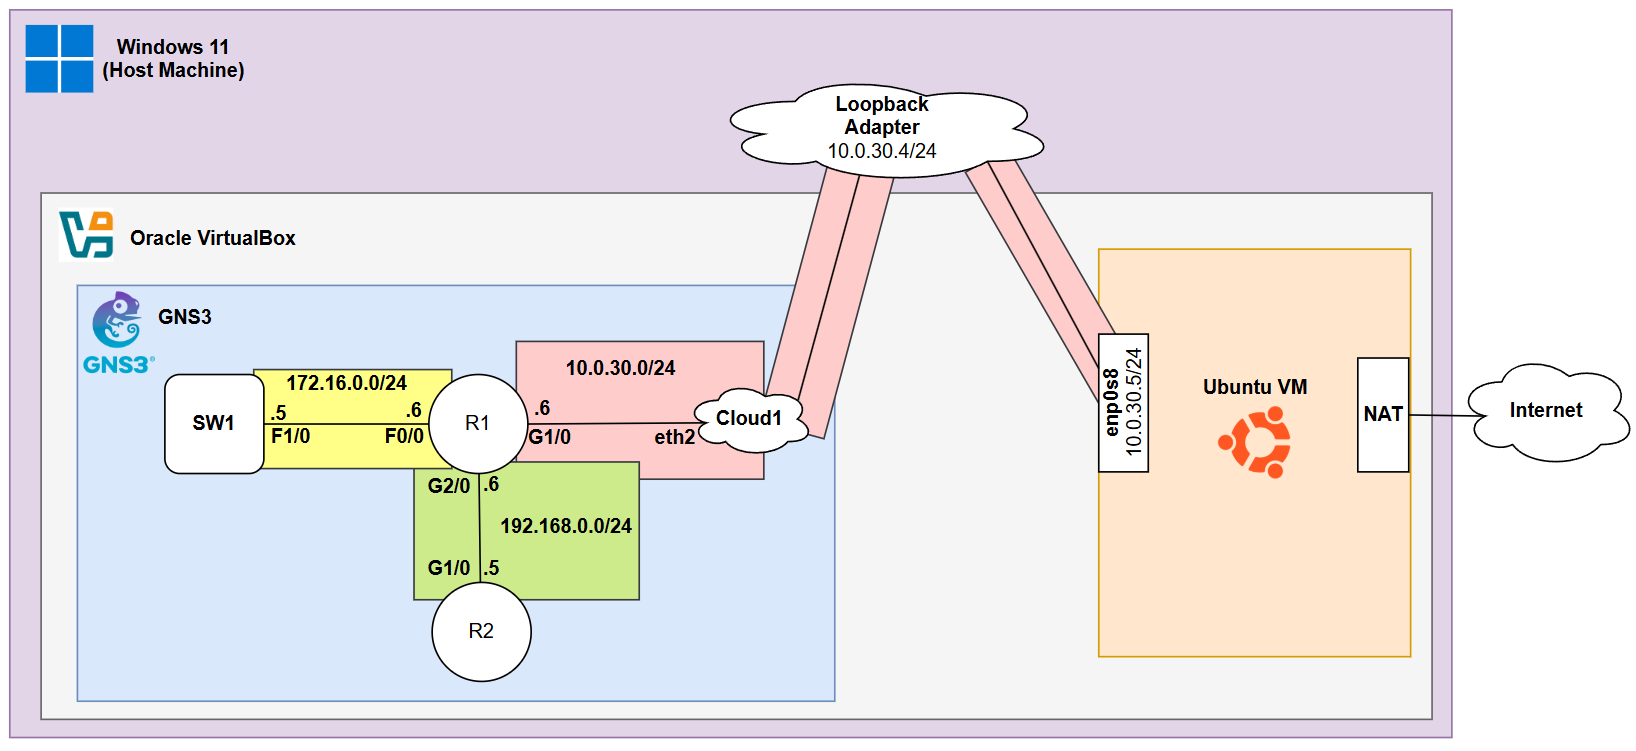 Windows 11
(Host Machine)
Loopback
Adapter
10.0.30.4/24
Oracle VirtualBox
GNS3
GNS3®
172.16.0.0/24
10.0.30.0/24
SW1
.5
.6
F1/0
F0/0
R1
.6
G1/0
eth2
Cloud1
G2/0
.6
192.168.0.0/24
G1/0
.5
R2
enp0s8
10.0.30.5/24
Ubuntu VM
NAT
Internet